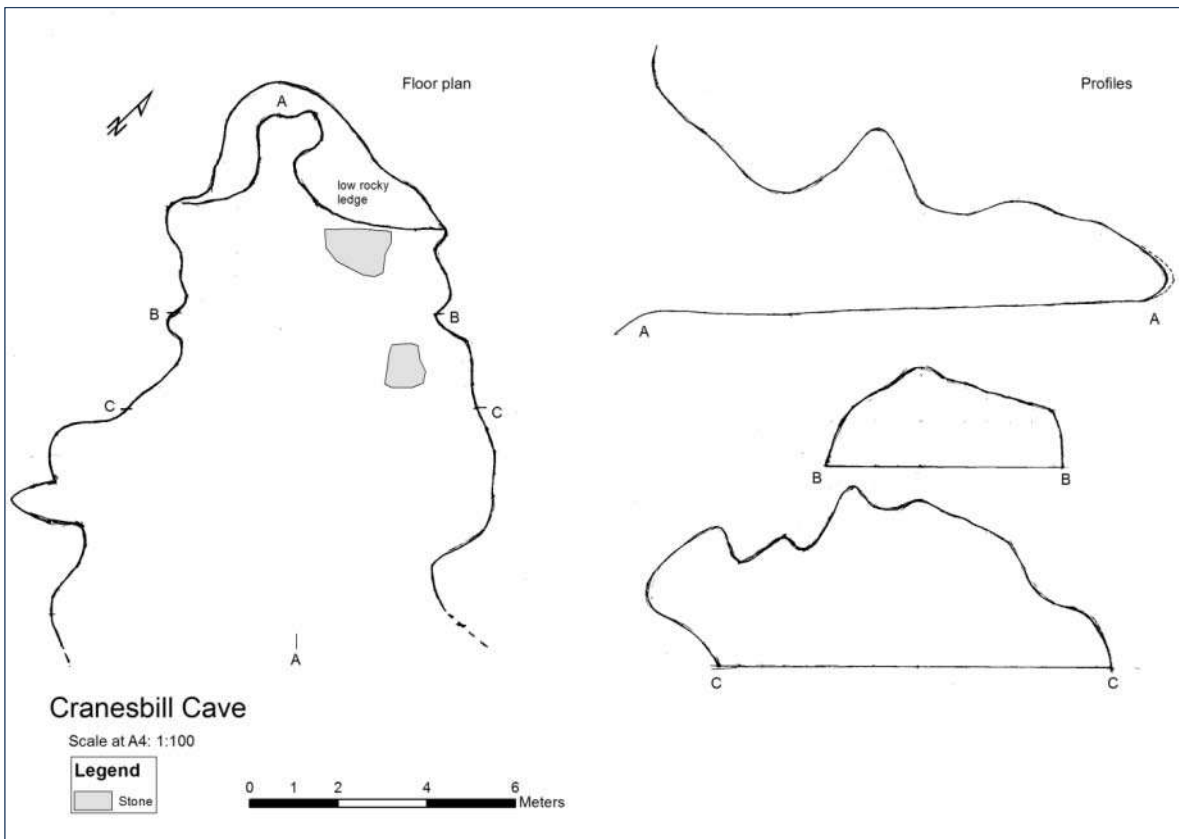 Floor plan
Profiles
A
N
low rocky
ledge
B
B
C
C
A
A
A
B
B
C
C
Cranesbill Cave
Scale at A4: 1:100
Legend
Stone
0 1 2 4 6
Meters